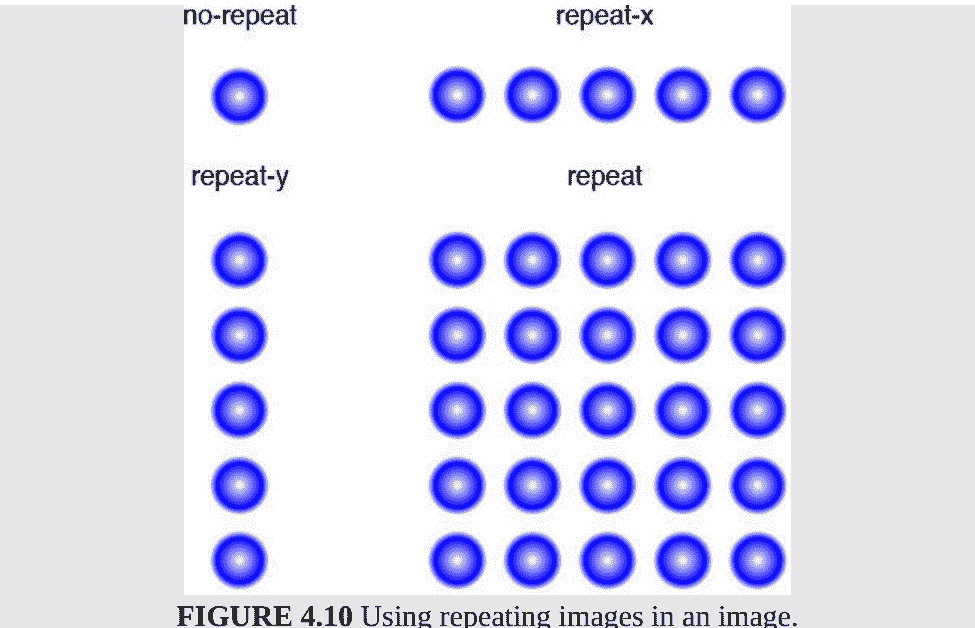 no-repeat
repeat-x
repeat-y
repeat
FIGURE 4.10 Using repeating images in an image.